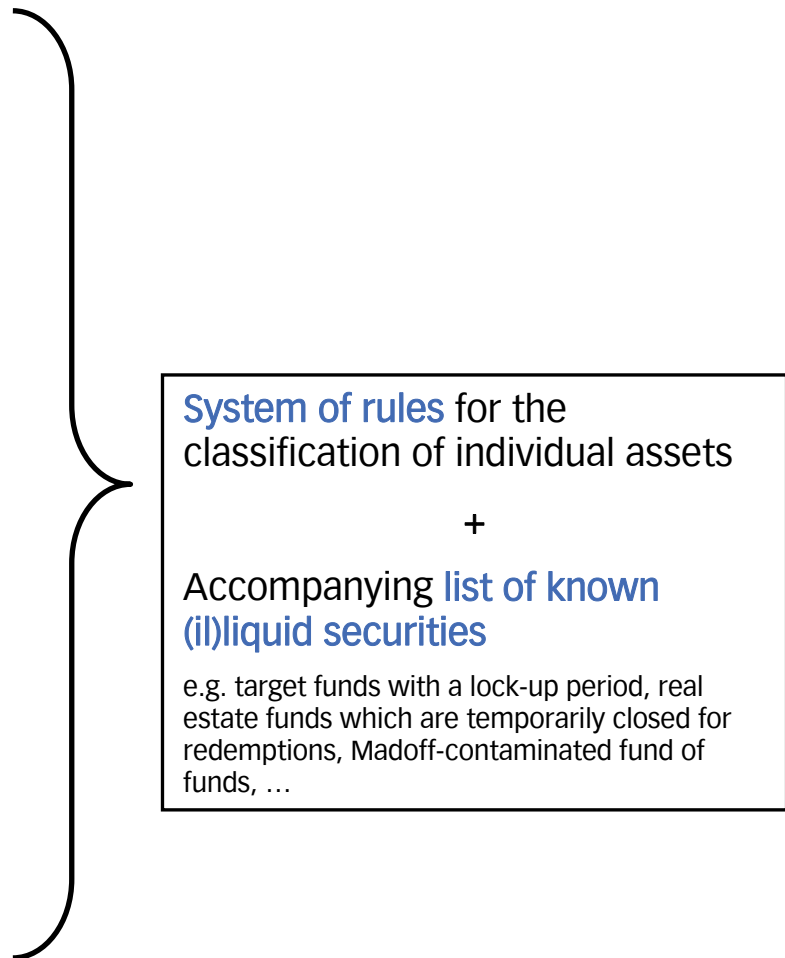 System of rules for the
classification of individual assets
+
Accompanying list of known
(il)liquid securities
e.g. target funds with a lock-up period, real
estate funds which are temporarily closed for
redemptions, Madoff-contaminated fund of
funds, …